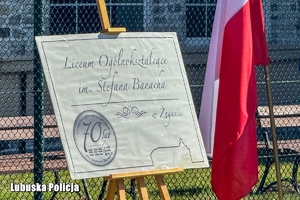 Liceum Ogólnokształcące
im. Stefana Banacha
w Żaganiu
70 lat
Lubuska Policja